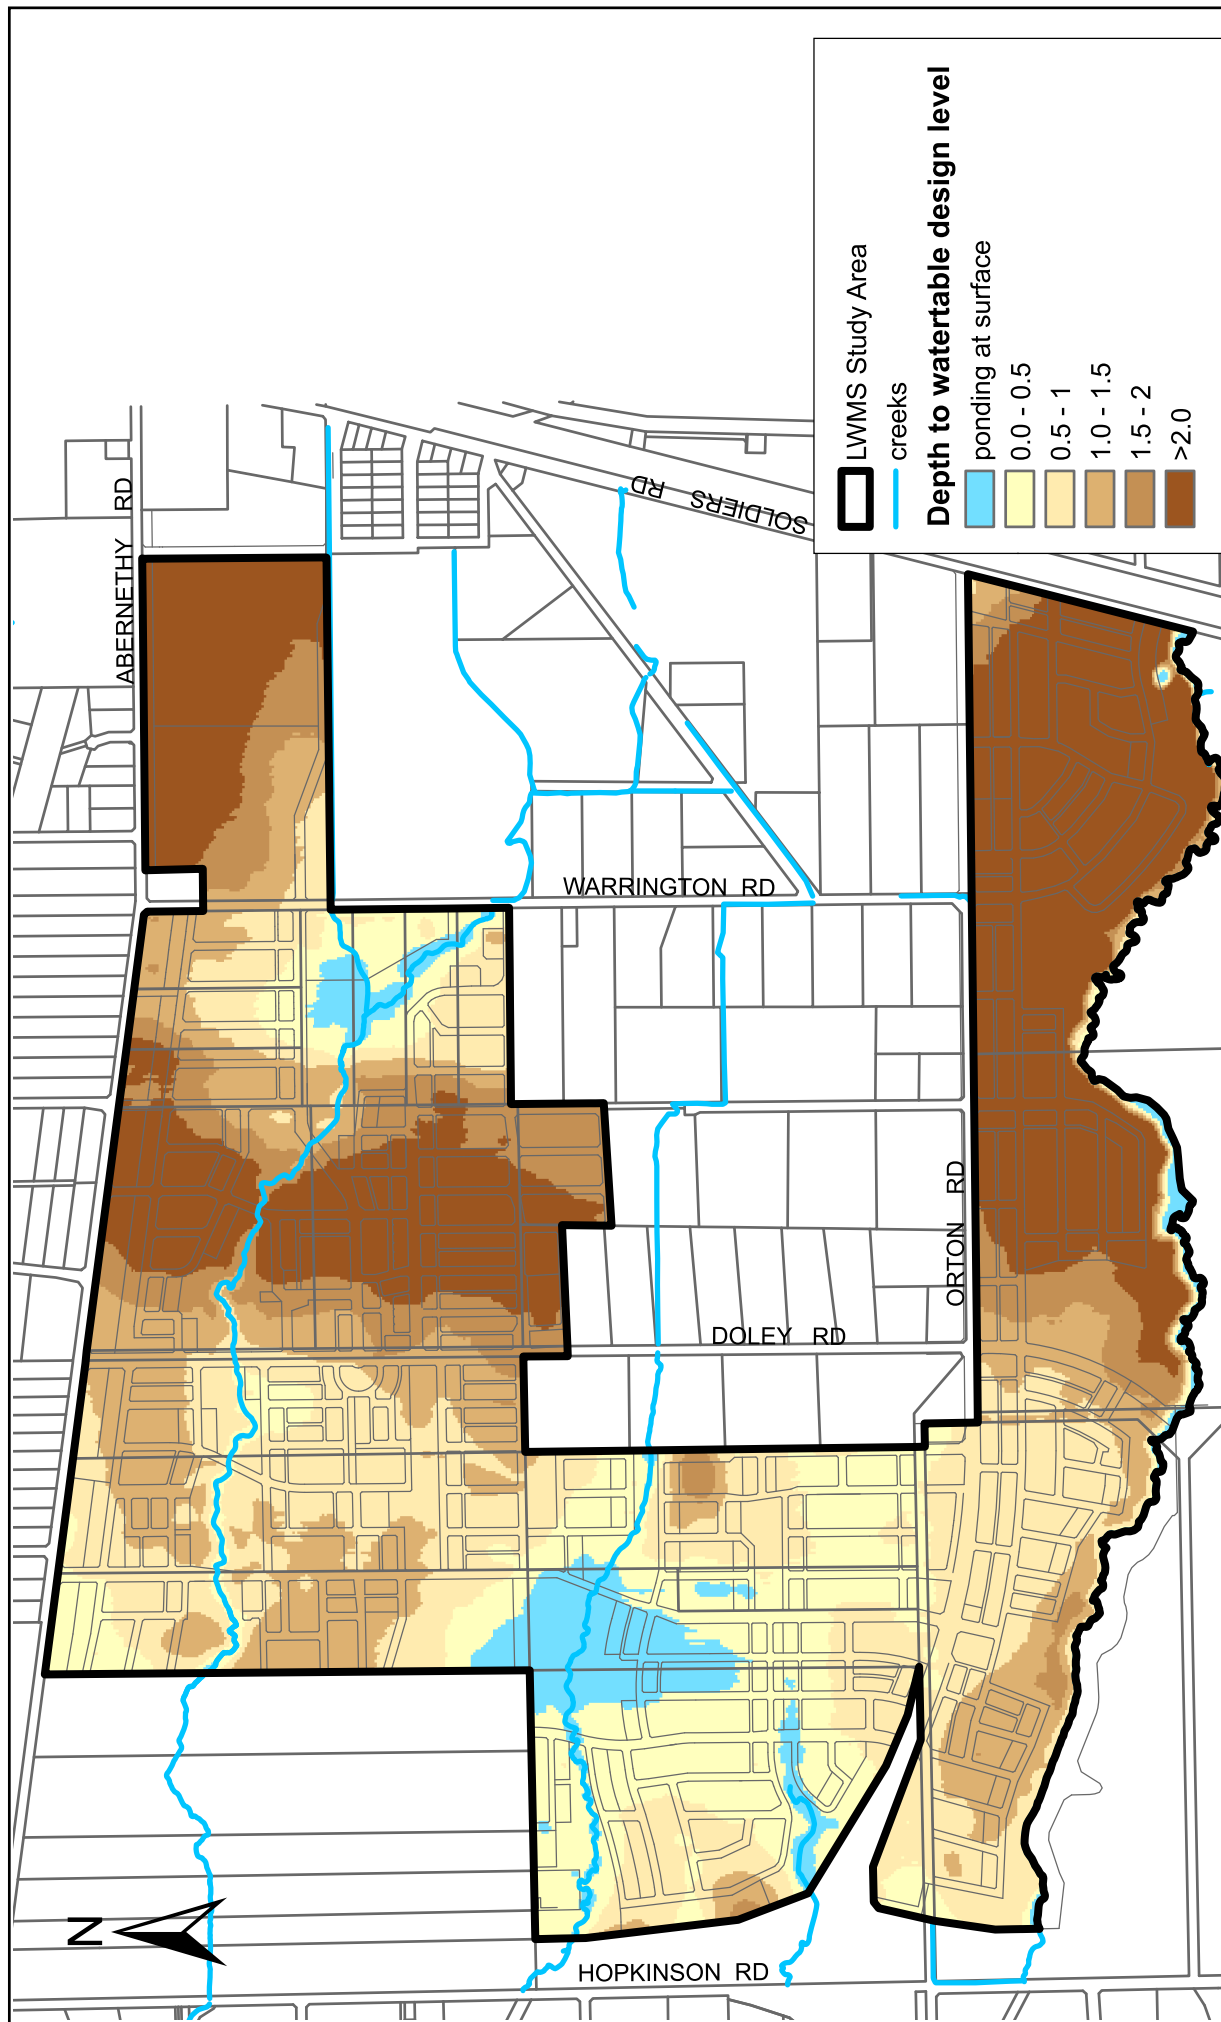 ABERNETHY RD
SOLDIERS RD
WARRINGTON RD
ORTON RD
DOLEY RD
HOPKINSON RD
N
LWMS Study Area
creeks
Depth to watertable design level
ponding at surface
0.0 - 0.5
0.5 - 1
1.0 - 1.5
1.5 - 2
>2.0